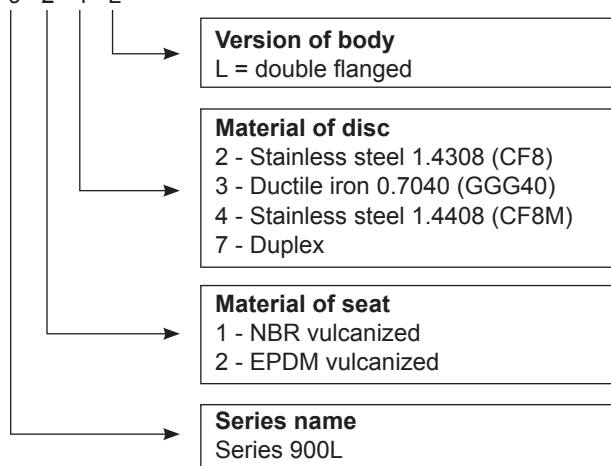 Version of body
L = double flanged
Material of disc
2 - Stainless steel 1.4308 (CF8)
3 - Ductile iron 0.7040 (GGG40)
4 - Stainless steel 1.4408 (CF8M)
7 - Duplex
Material of seat
1 - NBR vulcanized
2 - EPDM vulcanized
Series name
Series 900L